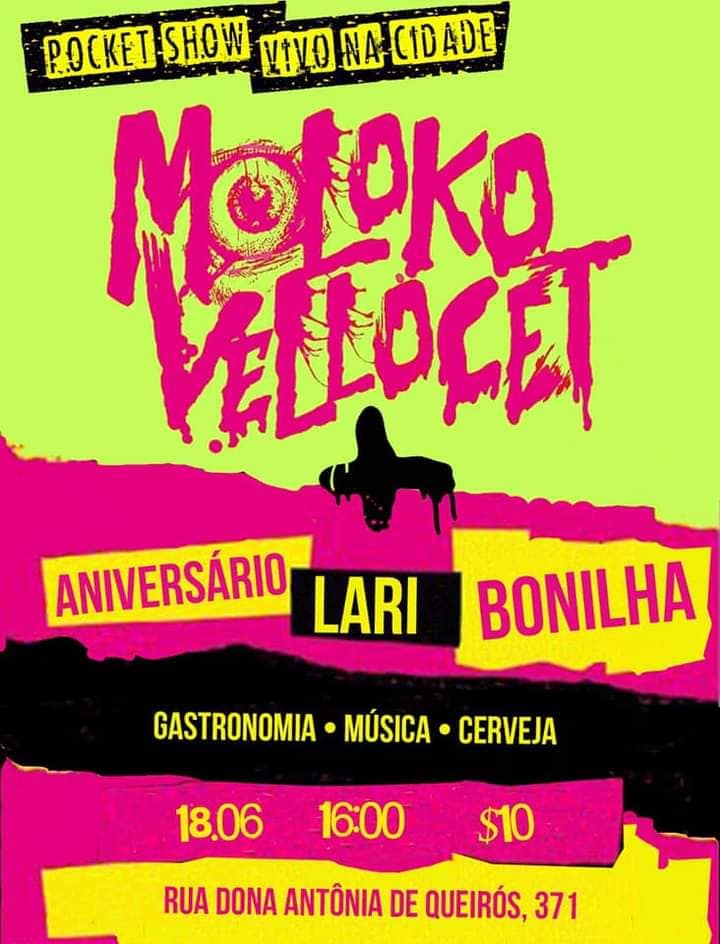 POCKET SHOW VIVO NA CIDADE
MOLOKO
VELLOCET
ANIVERSÁRIO LARI BONILHA
GASTRONOMIA • MÚSICA • CERVEJA
18.06 16:00 $10
RUA DONA ANTÔNIA DE QUEIRÓS, 371